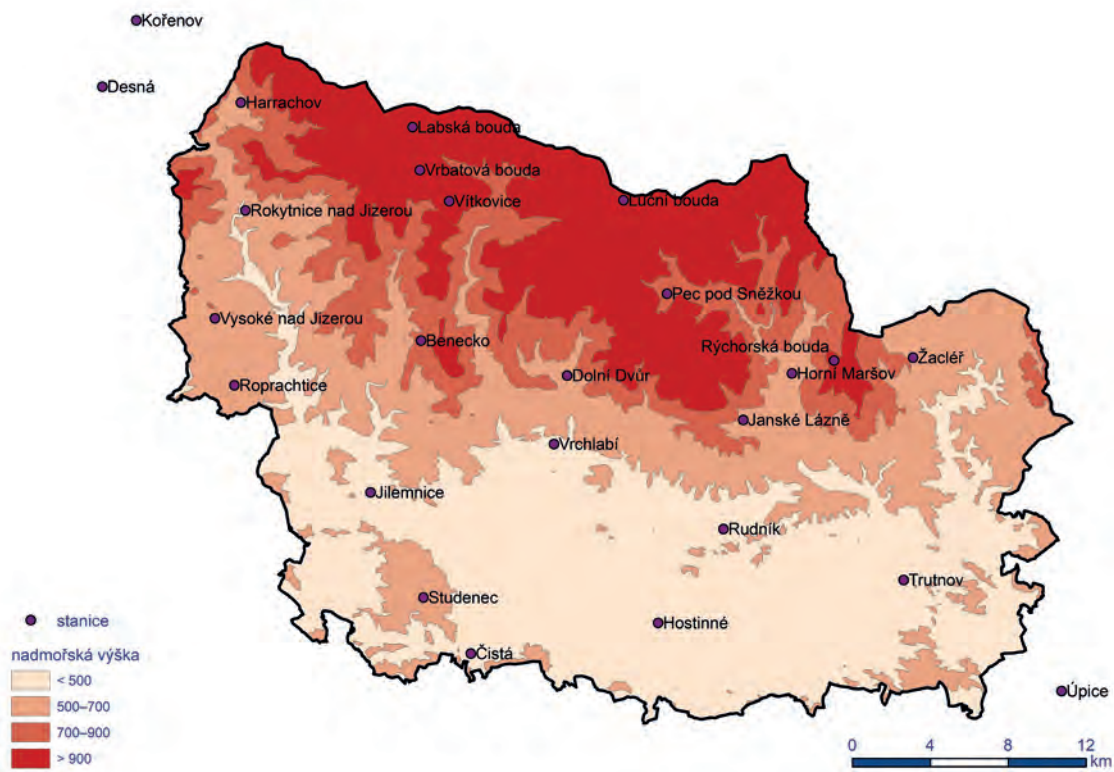 Kořenov
Desná
Harrachov
Labská bouda
Vrbatová bouda
Vítkovice
Luční bouda
Rokytnice nad Jizerou
Pec pod Sněžkou
Vysoké nad Jizerou
Benecko
Rýchorská bouda
Žacléř
Dolní Dvůr
Horní Maršov
Roprachtice
Janské Lázně
Vrchlabí
Jilemnice
Rudník
Trutnov
Studenec
Hostinné
Čistá
Úpice
stanice
nadmořská výška
< 500
500–700
700–900
> 900
0 4 8 12
km